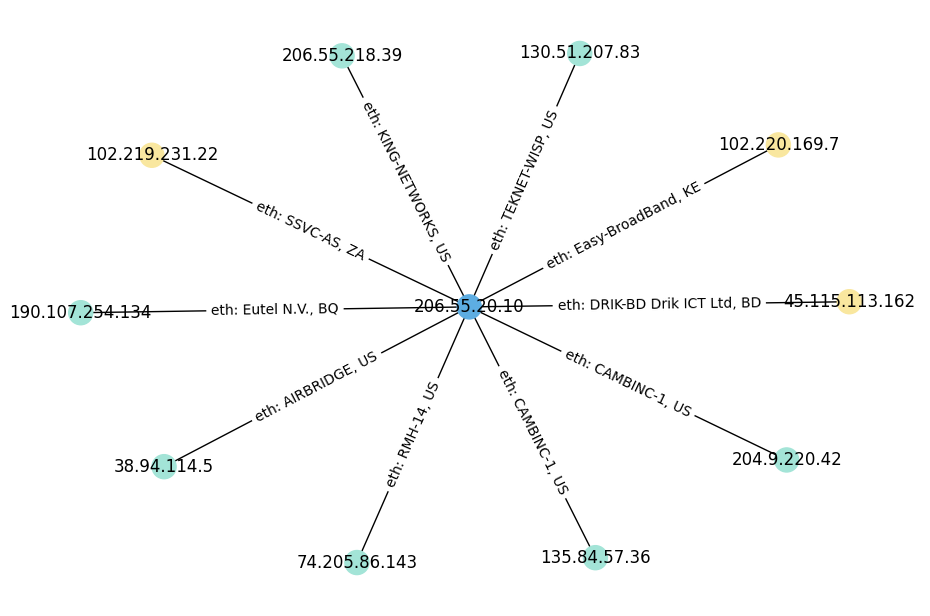 206.55.218.39
130.51.207.83
eth: KING-NETWORKS, US
eth: TEKNET-WISP, US
102.219.231.22
102.220.169.7
eth: SSVC-AS, ZA
eth: Easy-BroadBand, KE
190.107.254.134
eth: Eutel N.V., BQ
206.55.20.10
eth: DRIK-BD Drik ICT Ltd, BD
45.115.113.162
eth: AIRBRIDGE, US
eth: CAMBINC-1, US
eth: RMH-14, US
eth: CAMBINC-1, US
38.94.114.5
204.9.220.42
74.205.86.143
135.84.57.36